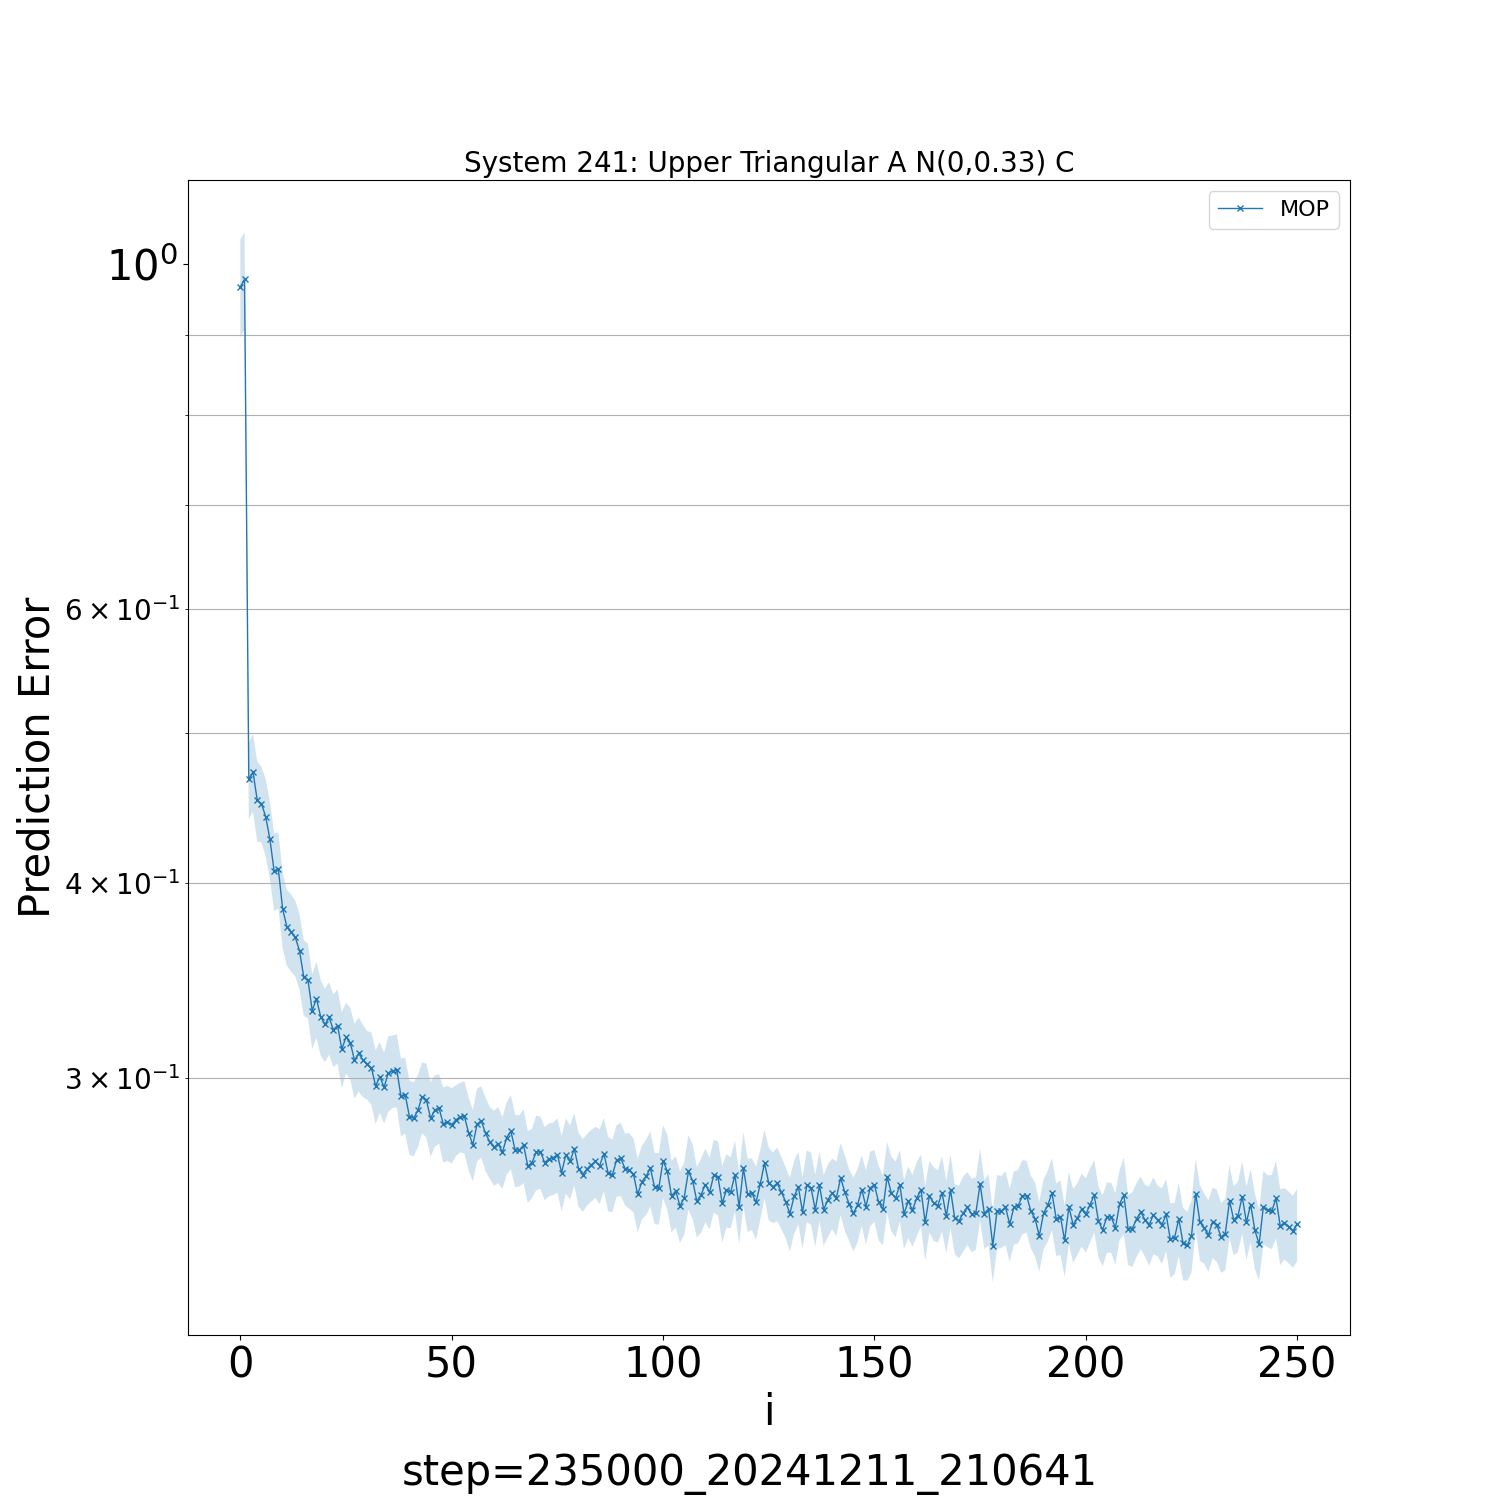 System 241: Upper Triangular A N(0,0.33) C
MOP
10⁰
6 × 10⁻¹
4 × 10⁻¹
3 × 10⁻¹
Prediction Error
0 50 100 150 200 250
i
step=235000_20241211_210641